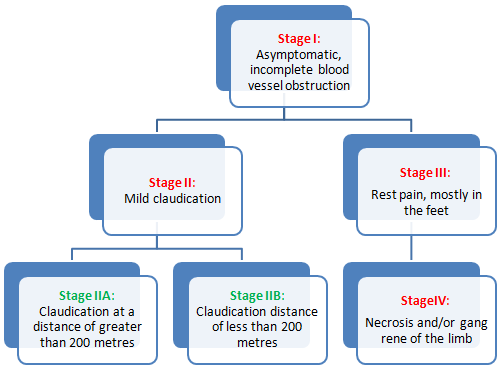 Stage I:
Asymptomatic,
incomplete blood
vessel obstruction
Stage II:
Mild claudication
Stage III:
Rest pain, mostly in
the feet
Stage IIA:
Claudication at a
distance of greater
than 200 metres
Stage IIB:
Claudication distance
of less than 200
metres
StageIV:
Necrosis and/or gang
rene of the limb